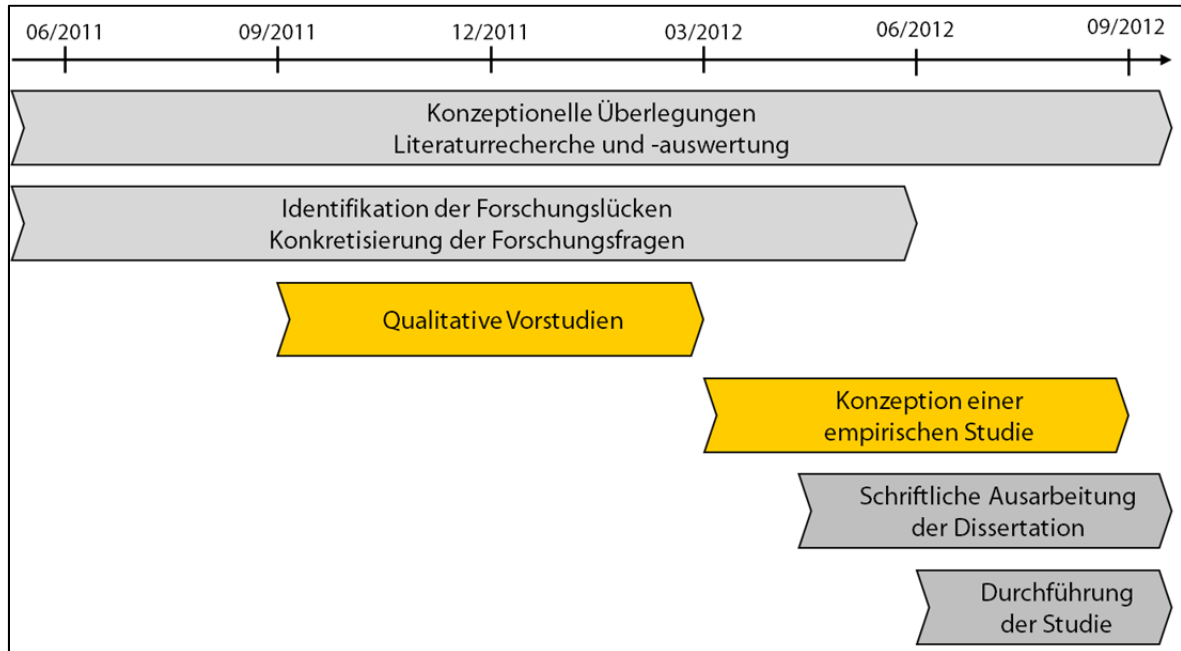 06/2011 09/2011 12/2011 03/2012 06/2012 09/2012
Konzeptionelle Überlegungen
Literaturrecherche und -auswertung
Identifikation der Forschungslücken
Konkretisierung der Forschungsfragen
Qualitative Vorstudien
Konzeption einer
empirischen Studie
Schriftliche Ausarbeitung
der Dissertation
Durchführung
der Studie